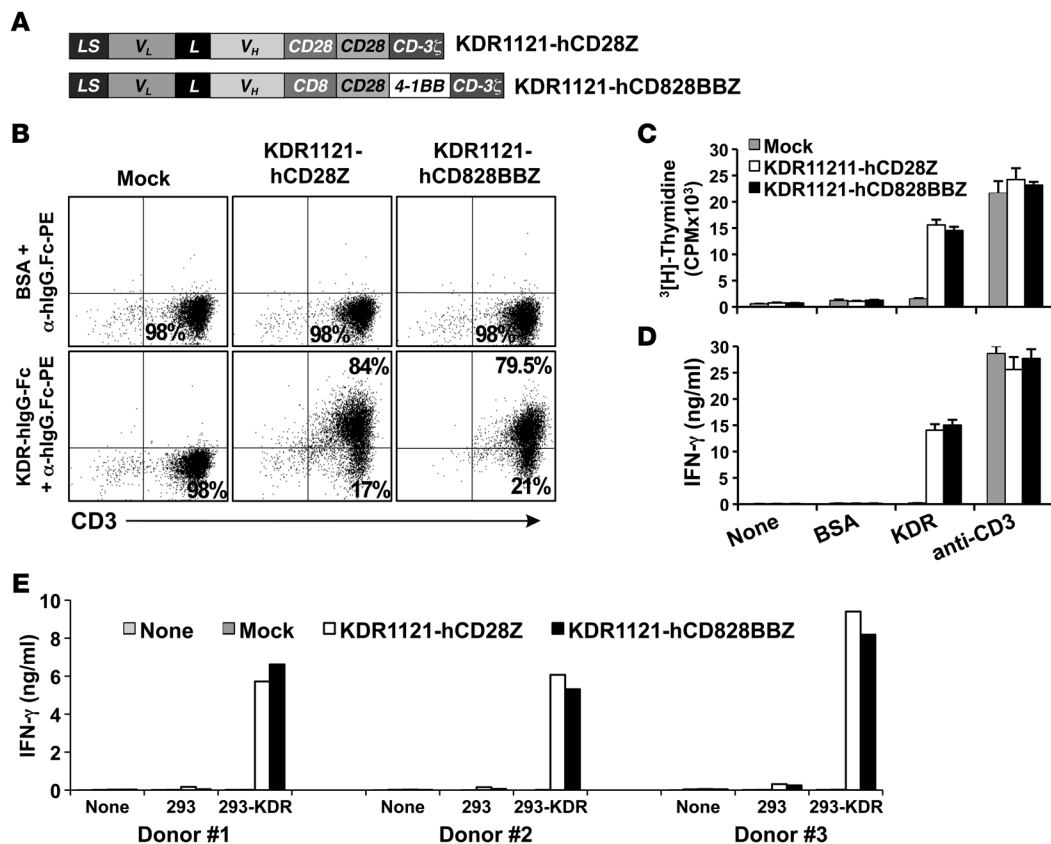 A
LS V_L L V_H CD28 CD28 CD-3ζ KDR1121-hCD28Z
LS V_L L V_H CD8 CD28 4-1BB CD-3ζ KDR1121-hCD828BBZ
B
Mock
KDR1121-
hCD28Z
KDR1121-
hCD828BBZ
BSA +
α-hIgG.Fc-PE
98%
98%
98%
KDR-hIgG-Fc
+ α-hIgG.Fc-PE
98%
84%
17%
79.5%
21%
CD3
C
Mock
KDR11211-hCD28Z
KDR1121-hCD828BBZ
³[H]-Thymidine
(CPMx10³)
30
25
20
15
10
5
0
D
IFN-γ (ng/ml)
30
25
20
15
10
5
0
None BSA KDR anti-CD3
E
None Mock KDR1121-hCD28Z KDR1121-hCD828BBZ
IFN-γ (ng/ml)
10
8
6
4
2
0
None 293 293-KDR None 293 293-KDR None 293 293-KDR
Donor #1 Donor #2 Donor #3